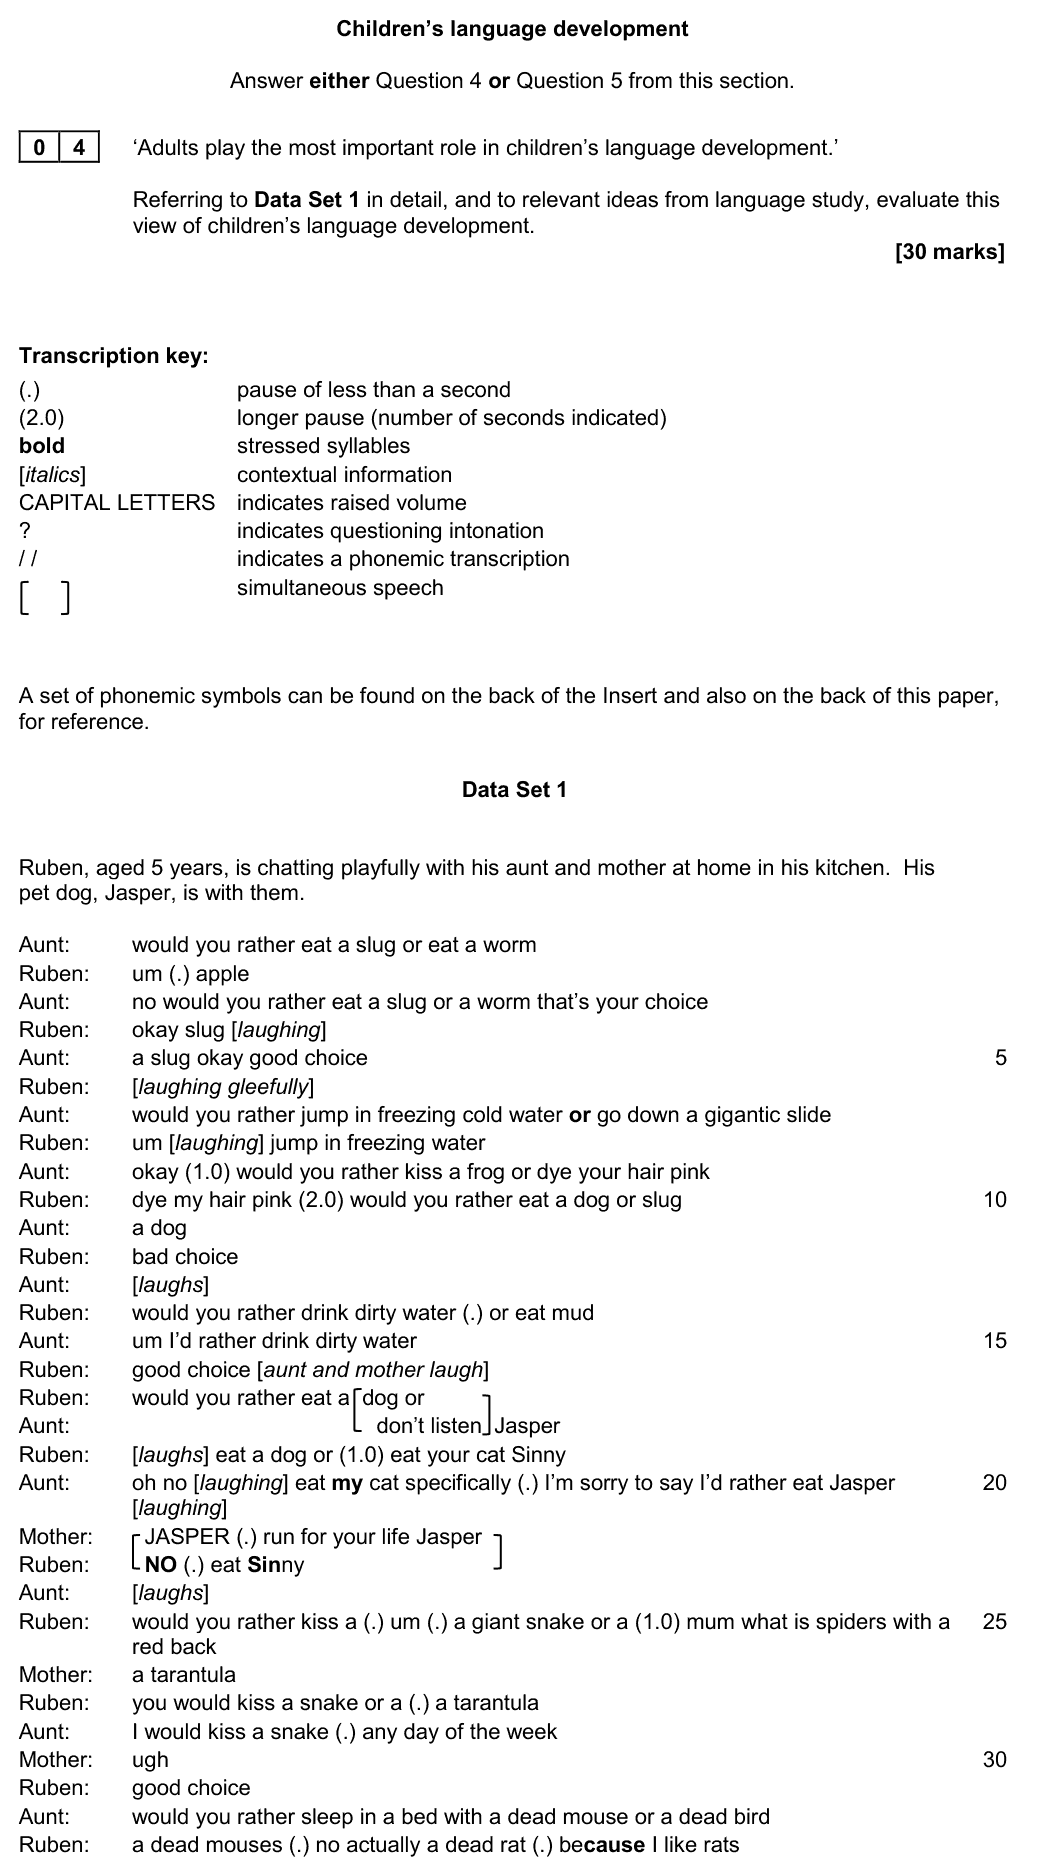 Children’s language development
Answer either Question 4 or Question 5 from this section.
0 4 ‘Adults play the most important role in children’s language development.’
Referring to Data Set 1 in detail, and to relevant ideas from language study, evaluate this
view of children’s language development.
[30 marks]
Transcription key:
(.) pause of less than a second
(2.0) longer pause (number of seconds indicated)
bold stressed syllables
[italics] contextual information
CAPITAL LETTERS indicates raised volume
? indicates questioning intonation
/ / indicates a phonemic transcription
[ ] simultaneous speech
A set of phonemic symbols can be found on the back of the Insert and also on the back of this paper,
for reference.
Data Set 1
Ruben, aged 5 years, is chatting playfully with his aunt and mother at home in his kitchen. His
pet dog, Jasper, is with them.
Aunt: would you rather eat a slug or eat a worm
Ruben: um (.) apple
Aunt: no would you rather eat a slug or a worm that’s your choice
Ruben: okay slug [laughing]
Aunt: a slug okay good choice 5
Ruben: [laughing gleefully]
Aunt: would you rather jump in freezing cold water or go down a gigantic slide
Ruben: um [laughing] jump in freezing water
Aunt: okay (1.0) would you rather kiss a frog or dye your hair pink
Ruben: dye my hair pink (2.0) would you rather eat a dog or slug 10
Aunt: a dog
Ruben: bad choice
Aunt: [laughs]
Ruben: would you rather drink dirty water (.) or eat mud
Aunt: um I’d rather drink dirty water 15
Ruben: good choice [aunt and mother laugh]
Ruben: would you rather eat a [dog or
Aunt: don’t listen] Jasper
Ruben: [laughs] eat a dog or (1.0) eat your cat Sinny
Aunt: oh no [laughing] eat my cat specifically (.) I’m sorry to say I’d rather eat Jasper 20
[laughing]
Mother: [JASPER (.) run for your life Jasper ]
Ruben: NO (.) eat Sinny
Aunt: [laughs]
Ruben: would you rather kiss a (.) um (.) a giant snake or a (1.0) mum what is spiders with a 25
red back
Mother: a tarantula
Ruben: you would kiss a snake or a (.) a tarantula
Aunt: I would kiss a snake (.) any day of the week
Mother: ugh 30
Ruben: good choice
Aunt: would you rather sleep in a bed with a dead mouse or a dead bird
Ruben: a dead mouses (.) no actually a dead rat (.) because I like rats